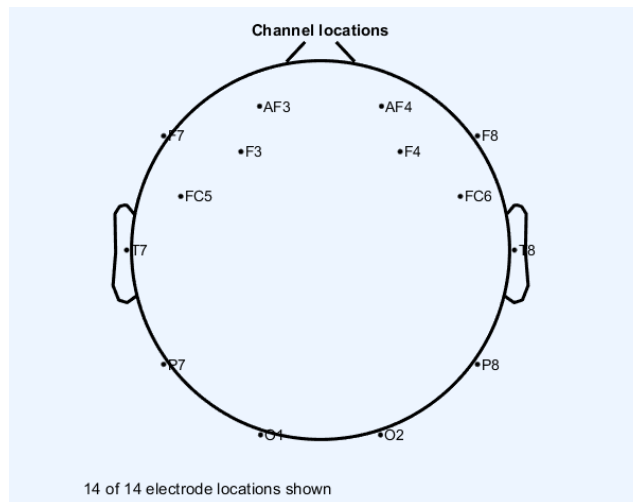 Channel locations
AF3 AF4
F7 F8
F3 F4
FC5 FC6
T7 T8
P7 P8
O1 O2
14 of 14 electrode locations shown